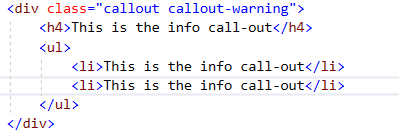 <div class="callout callout-warning">
    <h4>This is the info call-out</h4>
    <ul>
        <li>This is the info call-out</li>
        <li>This is the info call-out</li>
    </ul>
</div>